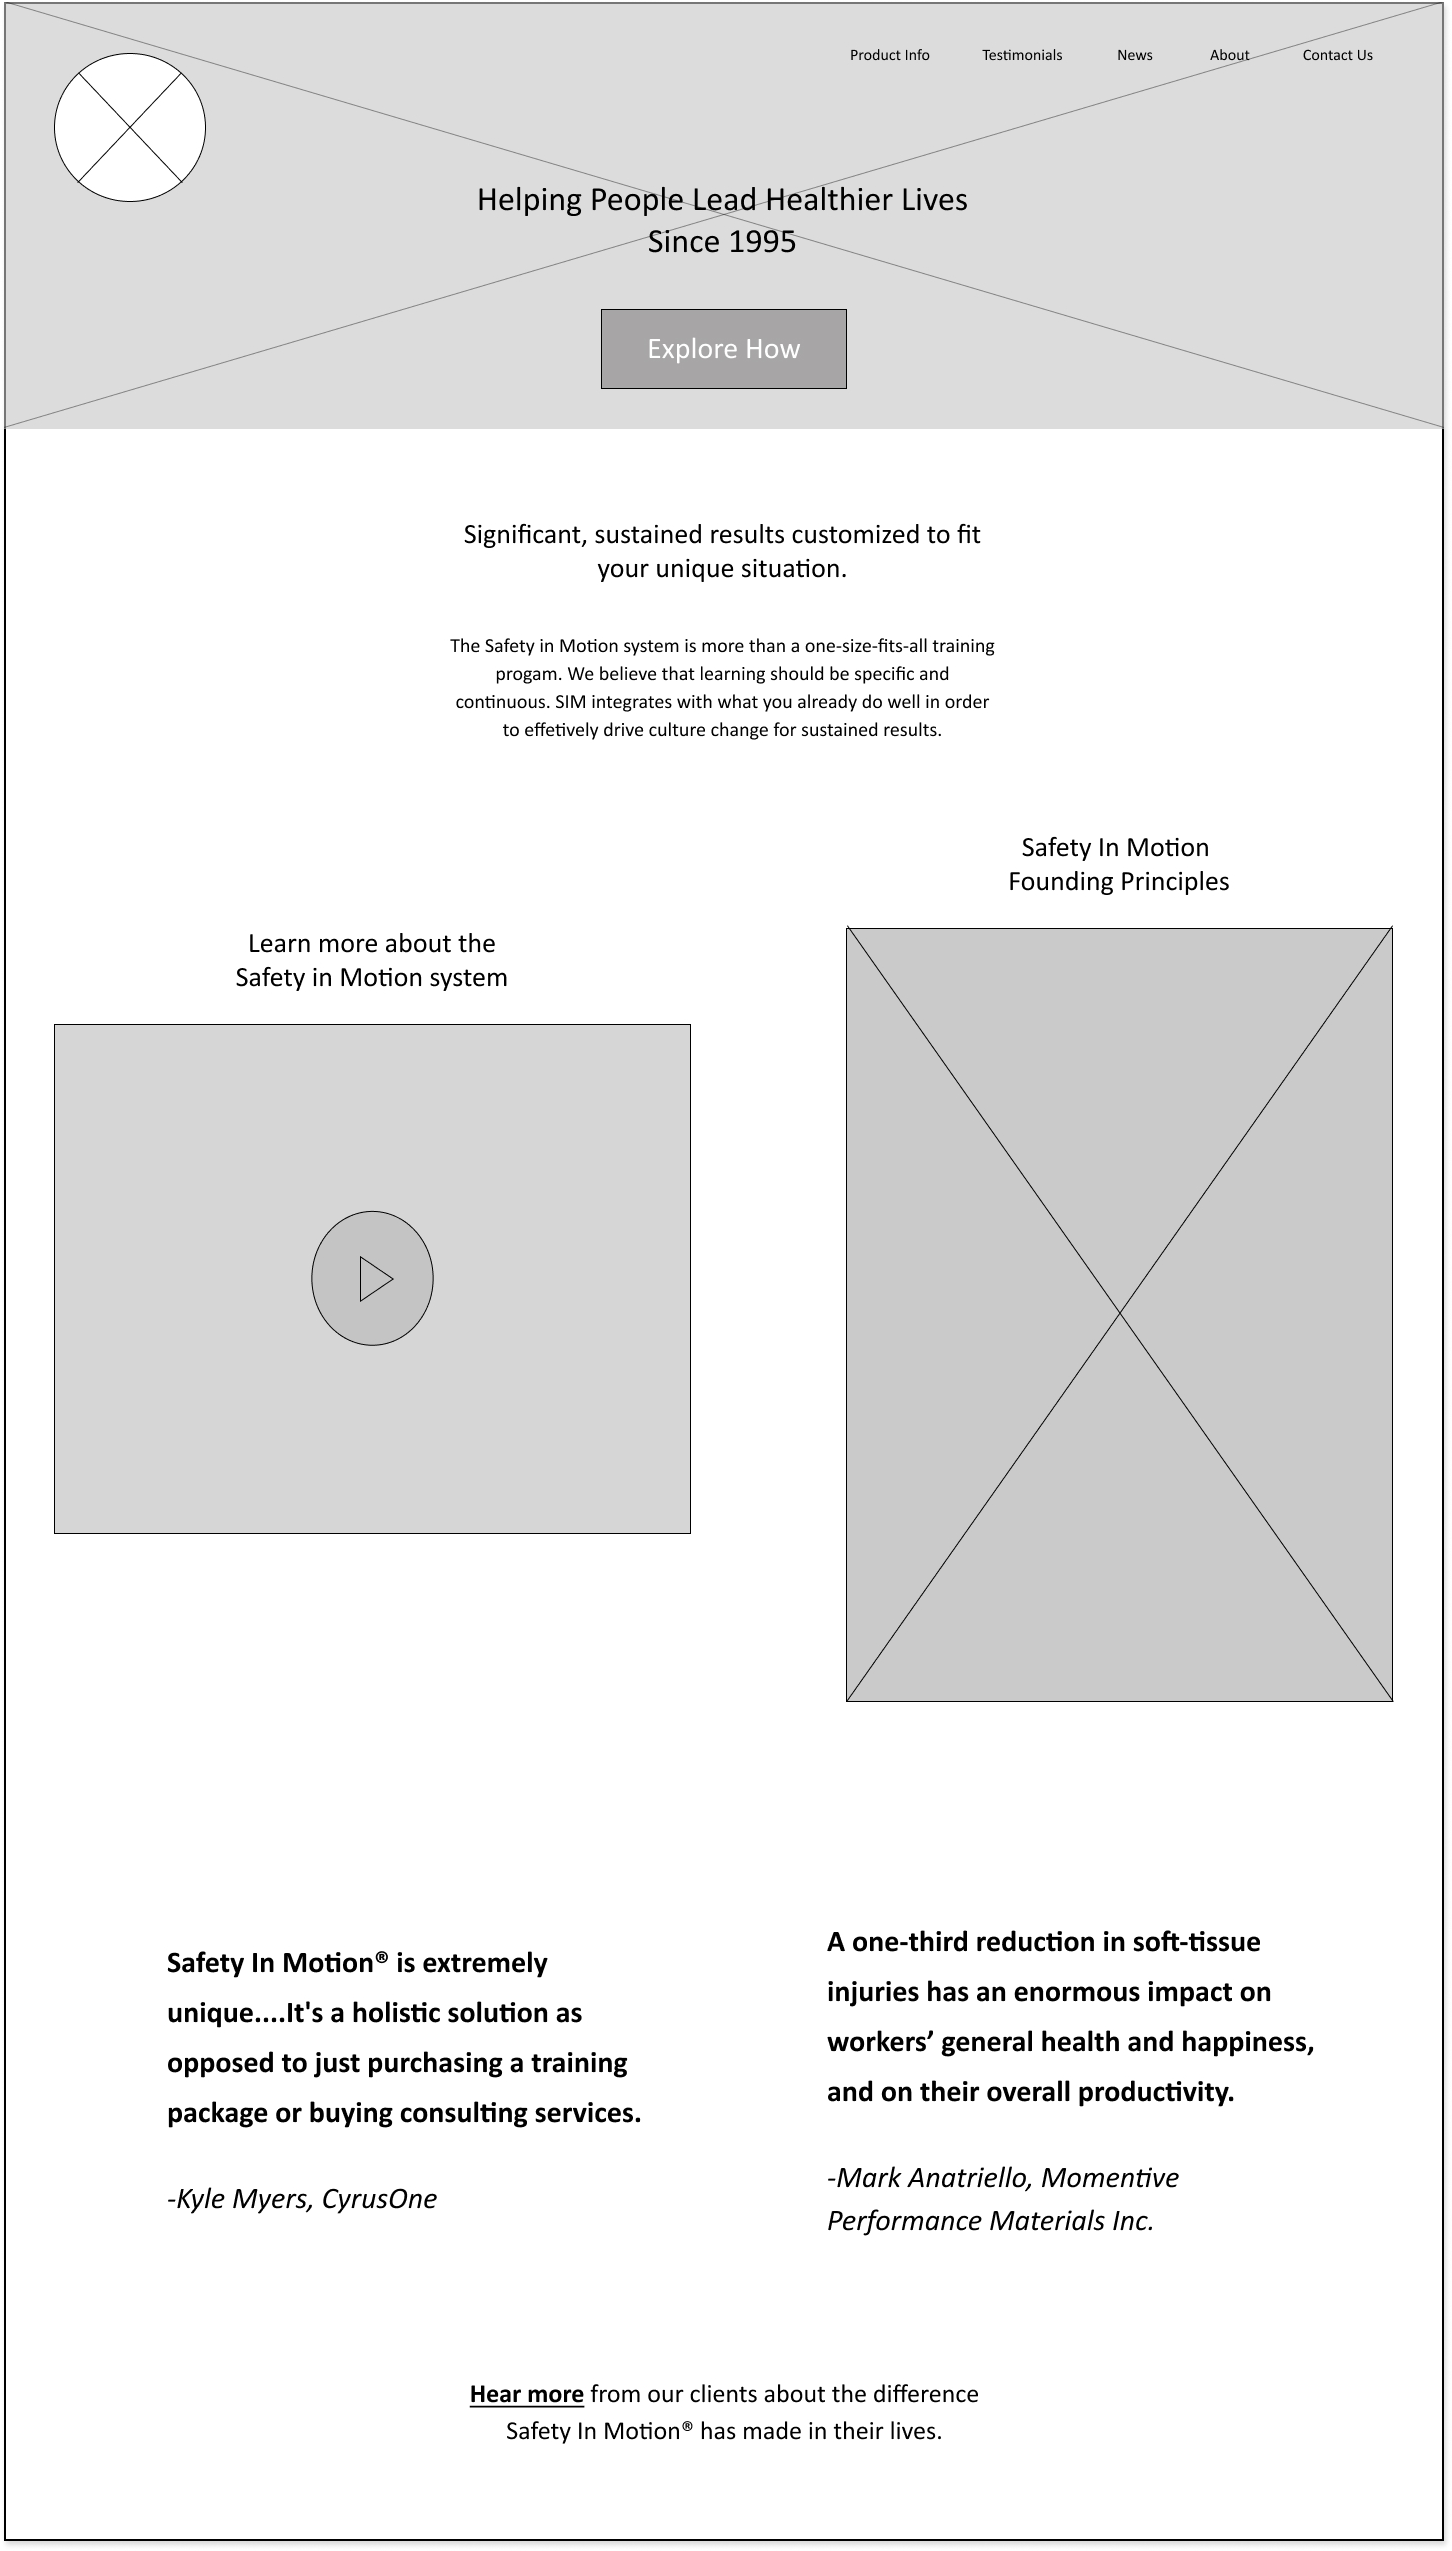 Product Info Testimonials News About Contact Us
Helping People Lead Healthier Lives
Since 1995
Explore How
Significant, sustained results customized to fit
your unique situation.
The Safety in Motion system is more than a one-size-fits-all training
progam. We believe that learning should be specific and
continuous. SIM integrates with what you already do well in order
to effetively drive culture change for sustained results.
Learn more about the
Safety in Motion system
Safety In Motion
Founding Principles
Safety In Motion® is extremely
unique....It's a holistic solution as
opposed to just purchasing a training
package or buying consulting services.
-Kyle Myers, CyrusOne
A one-third reduction in soft-tissue
injuries has an enormous impact on
workers’ general health and happiness,
and on their overall productivity.
-Mark Anatriello, Momentive
Performance Materials Inc.
Hear more from our clients about the difference
Safety In Motion® has made in their lives.